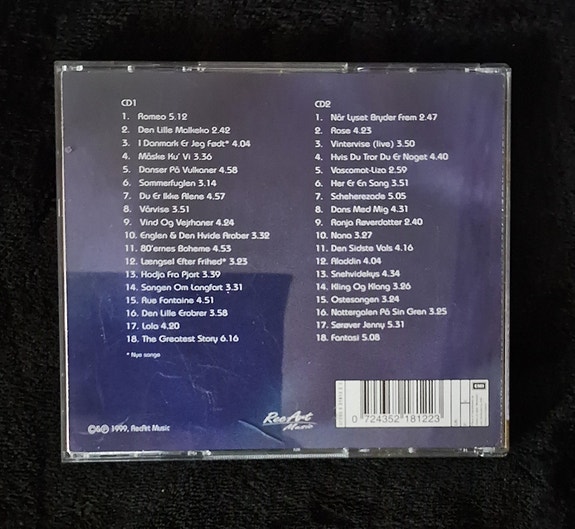 CD1
1. Romeo 5.12
2. Den Lille Malkeko 2.42
3. I Danmark Er Jeg Født* 4.04
4. Måske Ku' Vi 3.36
5. Danser På Vulkaner 4.58
6. Sommerfuglen 3.14
7. Du Er Ikke Alene 4.57
8. Vårvise 3.51
9. Vind Og Vejrhaner 4.24
10. Englen & Den Hvide Araber 3.32
11. 80'ernes Boheme 4.53
12. Længsel Efter Frihed* 3.23
13. Hodja Fra Pjort 3.39
14. Sangen Om Langfart 3.31
15. Rue Fontaine 4.51
16. Den Lille Erobrer 3.58
17. Lola 4.20
18. The Greatest Story 6.16
* Nye sange
CD2
1. Når Lyset Bryder Frem 2.47
2. Rose 4.23
3. Vintervise (live) 3.50
4. Hvis Du Tror Du Er Noget 4.40
5. Vascomat-Liza 2.59
6. Her Er En Sang 3.51
7. Scheherezade 5.05
8. Dans Med Mig 4.31
9. Ronja Røverdatter 2.40
10. Nana 3.27
11. Den Sidste Vals 4.16
12. Aladdin 4.04
13. Snehvidekys 4.34
14. Kling Og Klang 3.26
15. Ostesangen 3.24
16. Nattergalen På Sin Gren 3.25
17. Sørøver Jenny 5.31
18. Fantasi 5.08
©&℗ 1999, RecArt Music
RecArt
Music
EMI
0 724352 181223